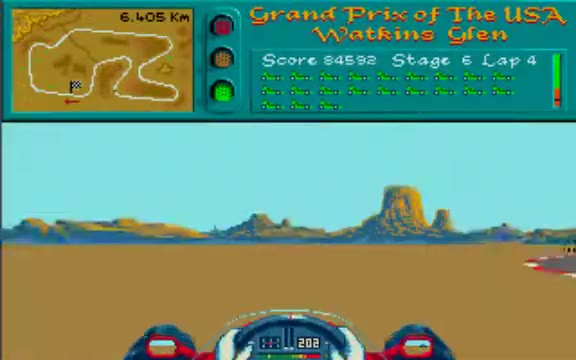 6.405 Km
Grand Prix of The USA
Watkins Glen
Score 84592 Stage 6 Lap 4
202